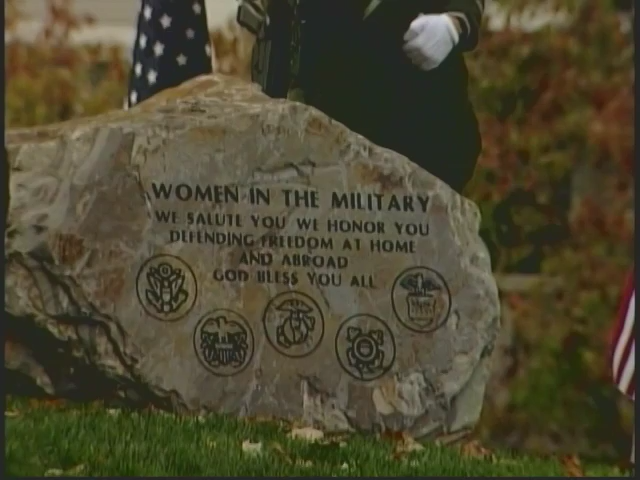 WOMEN IN THE MILITARY
WE SALUTE YOU WE HONOR YOU
DEFENDING FREEDOM AT HOME
AND ABROAD
GOD BLESS YOU ALL